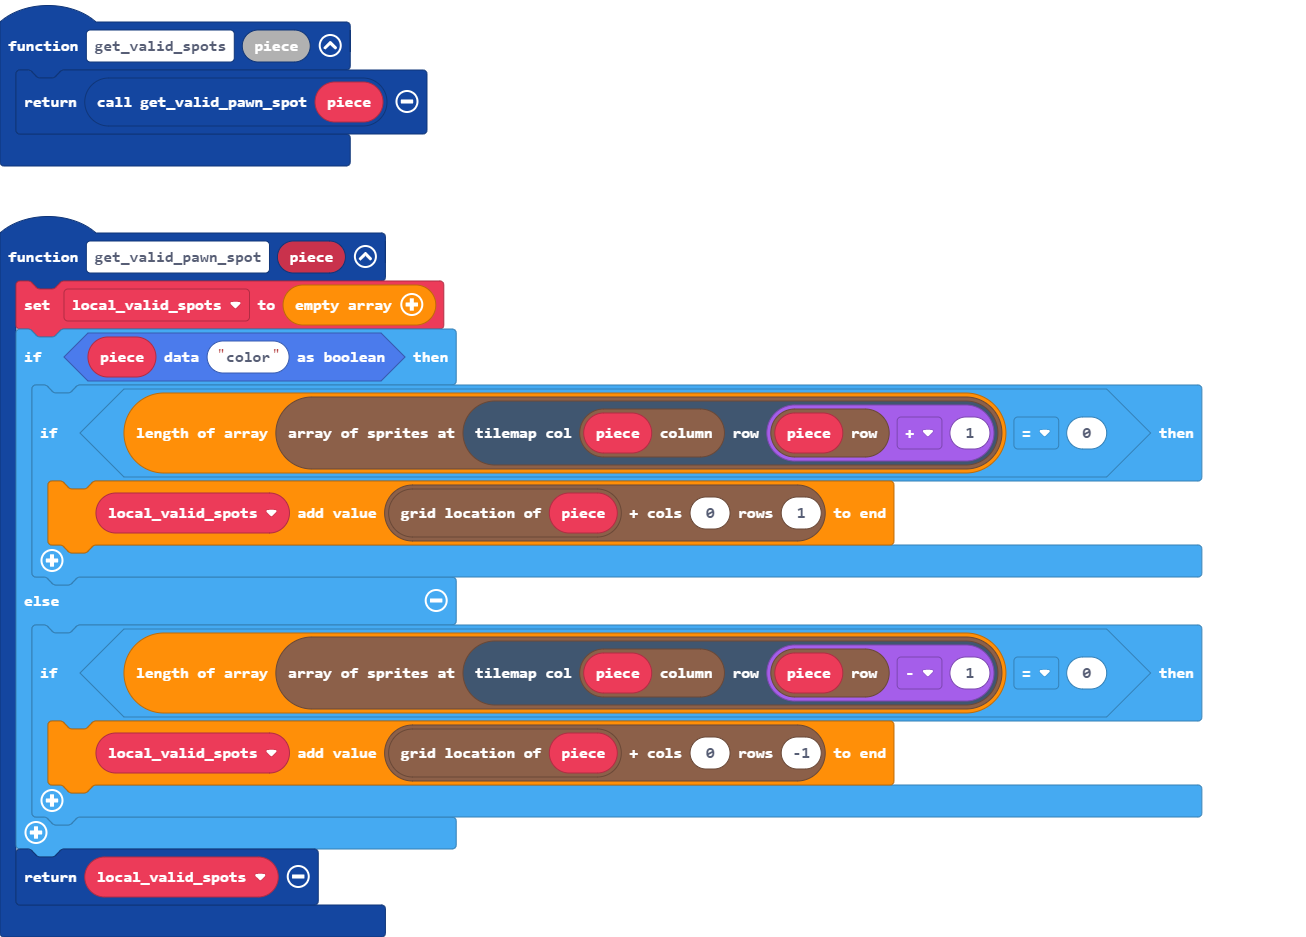 function get_valid_spots piece
return call get_valid_pawn_spot piece
function get_valid_pawn_spot piece
set local_valid_spots to empty array
if piece data "color" as boolean then
if length of array array of sprites at tilemap col piece column row piece row + 1 = 0 then
local_valid_spots add value grid location of piece + cols 0 rows 1 to end
else
if length of array array of sprites at tilemap col piece column row piece row - 1 = 0 then
local_valid_spots add value grid location of piece + cols 0 rows -1 to end
return local_valid_spots